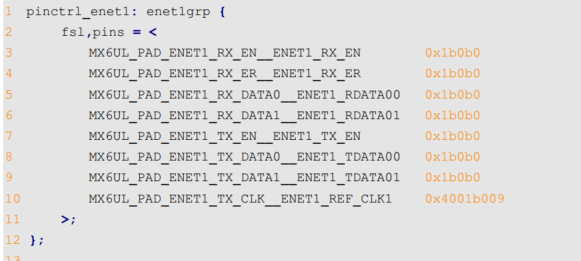 1 pinctrl_enet1: enet1grp {
2 fsl,pins = <
3 MX6UL_PAD_ENET1_RX_EN__ENET1_RX_EN 0x1b0b0
4 MX6UL_PAD_ENET1_RX_ER__ENET1_RX_ER 0x1b0b0
5 MX6UL_PAD_ENET1_RX_DATA0__ENET1_RDATA00 0x1b0b0
6 MX6UL_PAD_ENET1_RX_DATA1__ENET1_RDATA01 0x1b0b0
7 MX6UL_PAD_ENET1_TX_EN__ENET1_TX_EN 0x1b0b0
8 MX6UL_PAD_ENET1_TX_DATA0__ENET1_TDATA00 0x1b0b0
9 MX6UL_PAD_ENET1_TX_DATA1__ENET1_TDATA01 0x1b0b0
10 MX6UL_PAD_ENET1_TX_CLK__ENET1_REF_CLK1 0x4001b009
11 >;
12 };
13